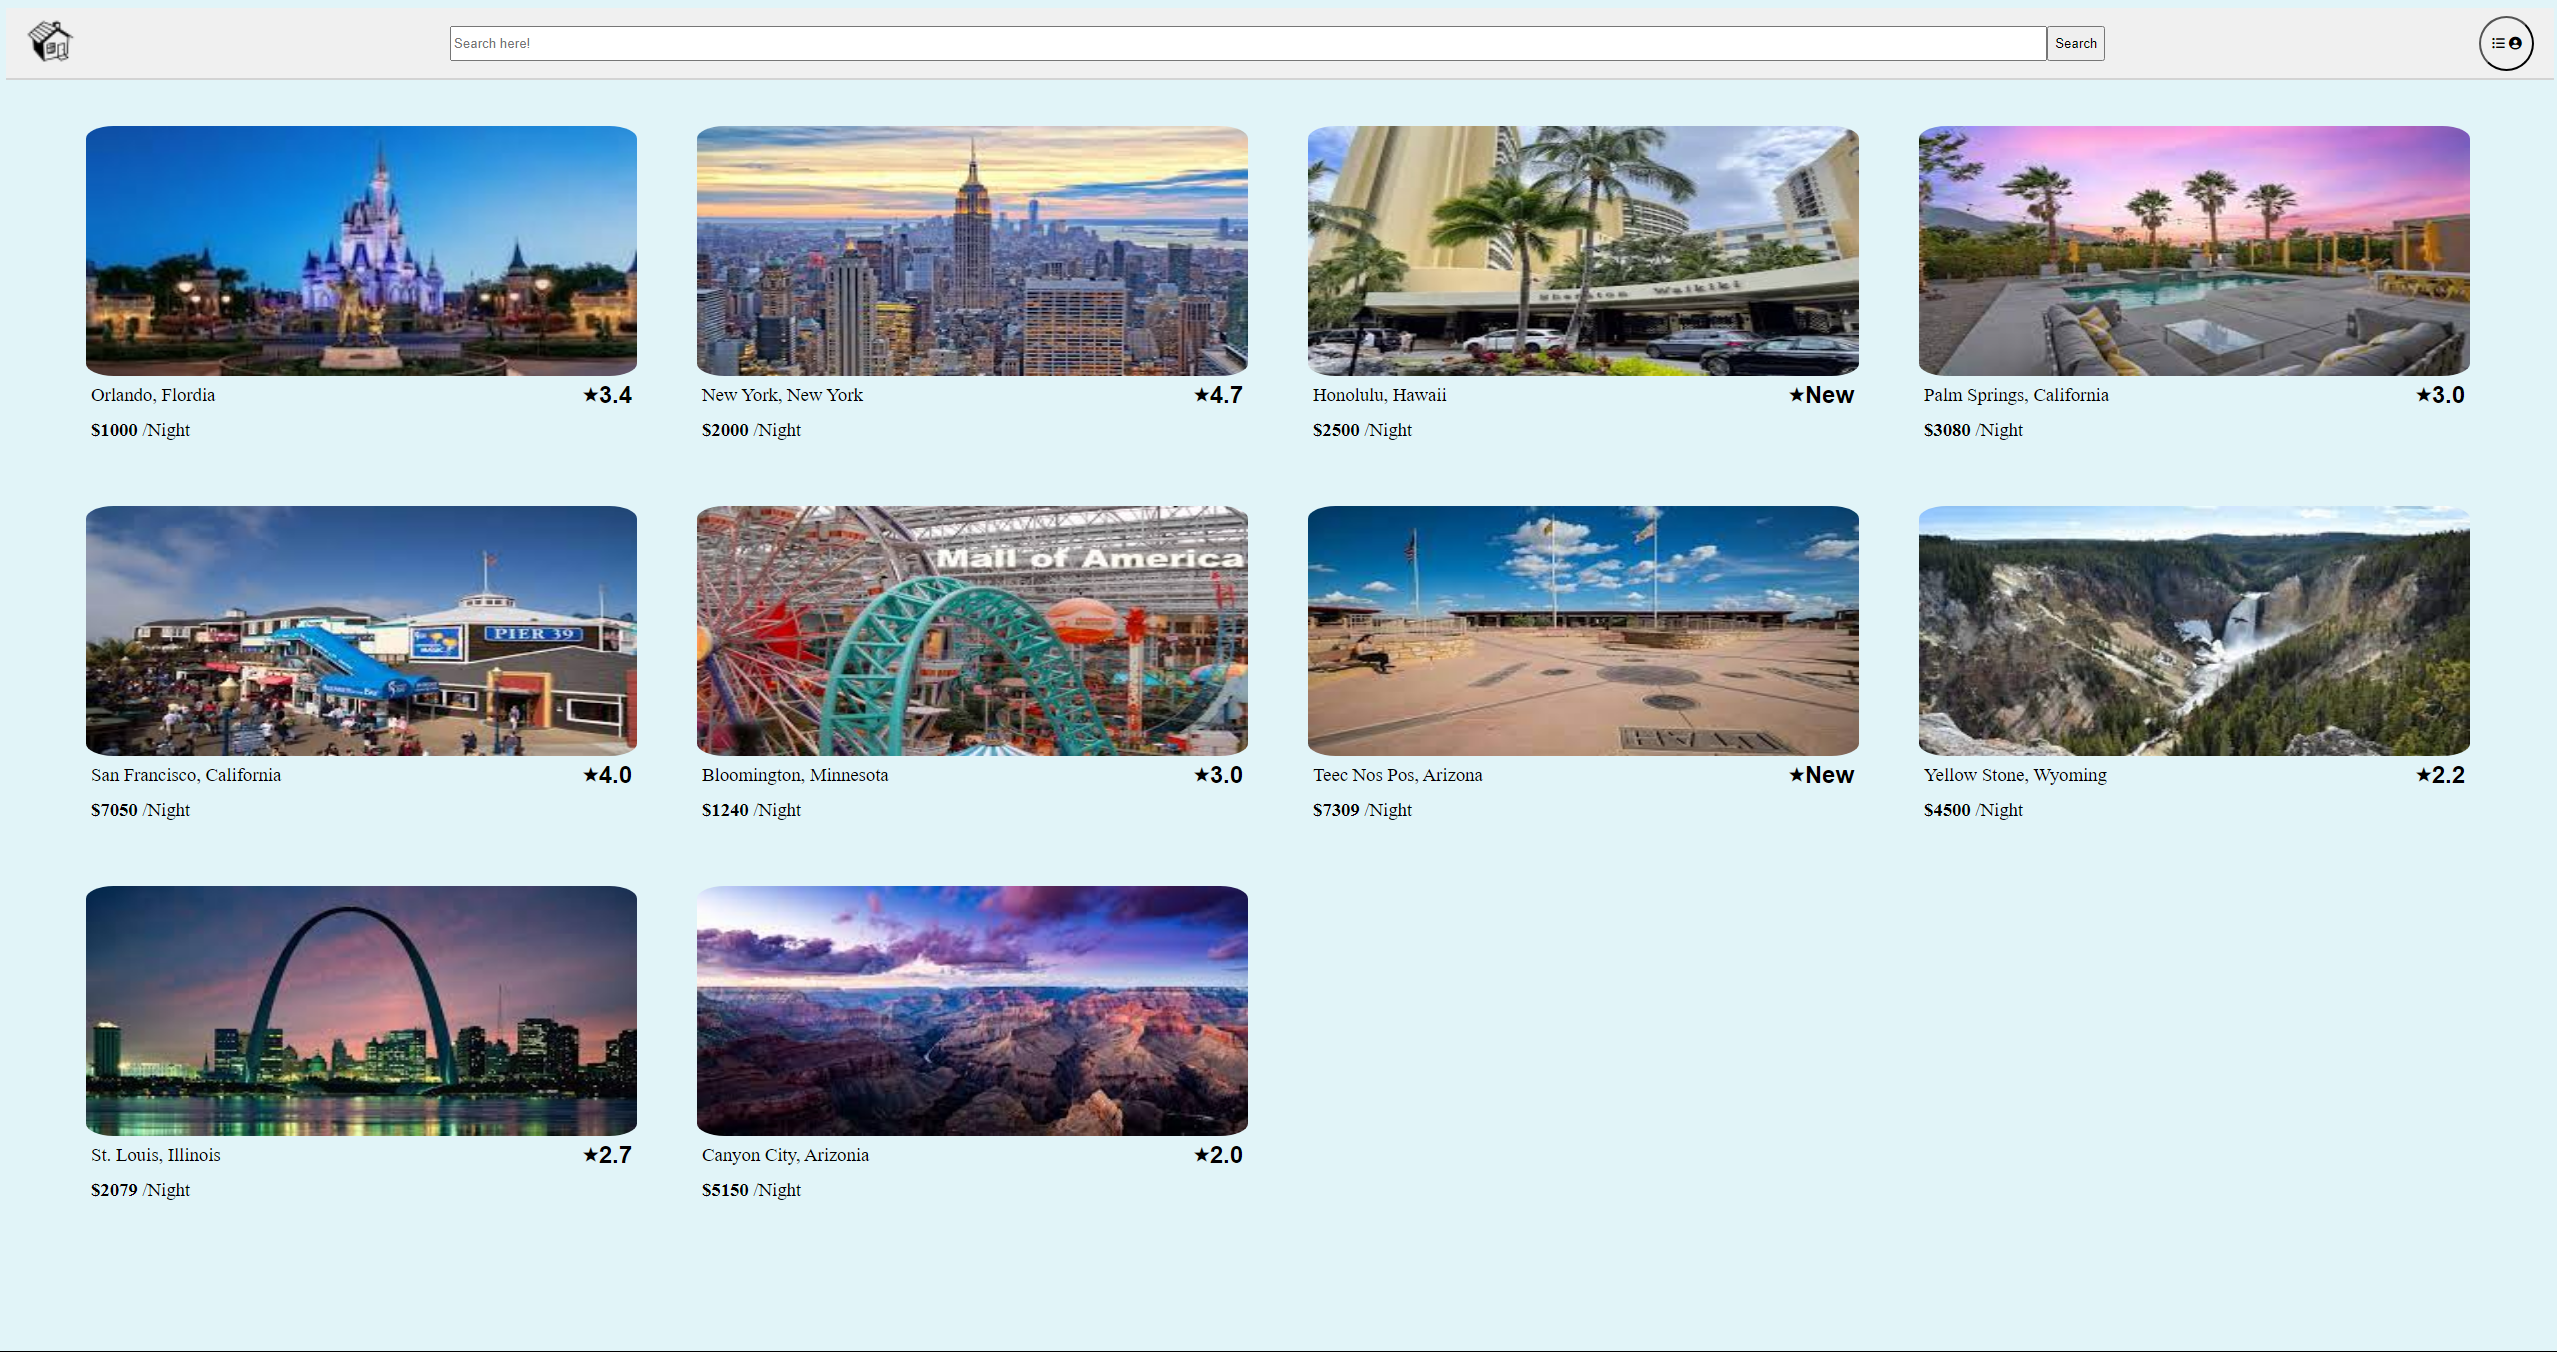 Search here!
Search
Sheraton Waikiki
Orlando, Flordia
★3.4
$1000 /Night
New York, New York
★4.7
$2000 /Night
Honolulu, Hawaii
★New
$2500 /Night
Palm Springs, California
★3.0
$3080 /Night
PIER 39
Mall of America
San Francisco, California
★4.0
$7050 /Night
Bloomington, Minnesota
★3.0
$1240 /Night
Teec Nos Pos, Arizona
★New
$7309 /Night
Yellow Stone, Wyoming
★2.2
$4500 /Night
St. Louis, Illinois
★2.7
$2079 /Night
Canyon City, Arizonia
★2.0
$5150 /Night